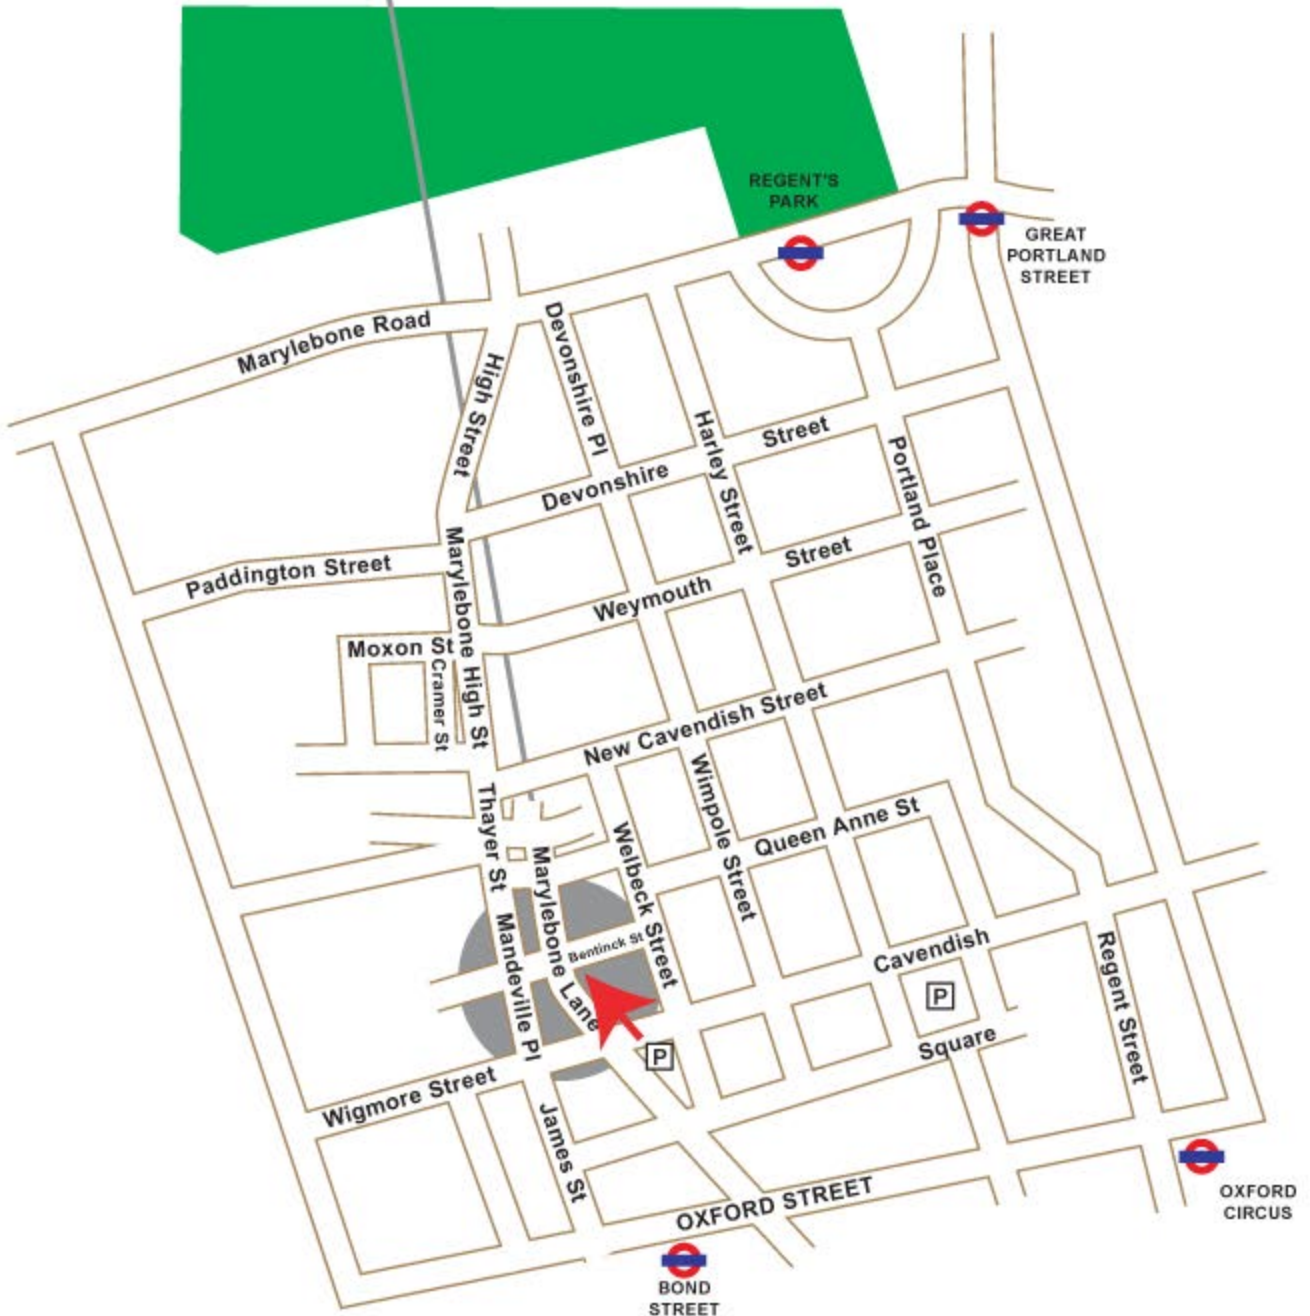 REGENT'S
PARK
GREAT
PORTLAND
STREET
Marylebone Road
High Street
Devonshire Pl
Harley Street
Devonshire
Street
Portland Place
Paddington Street
Marylebone High St
Weymouth
Street
Moxon St
Cramer St
New Cavendish Street
Thayer St
Wimpole Street
Queen Anne St
Welbeck Street
Marylebone Lane
Bentinck St
Mandeville Pl
Cavendish
P
Square
Regent Street
P
Wigmore Street
James St
OXFORD STREET
OXFORD
CIRCUS
BOND
STREET